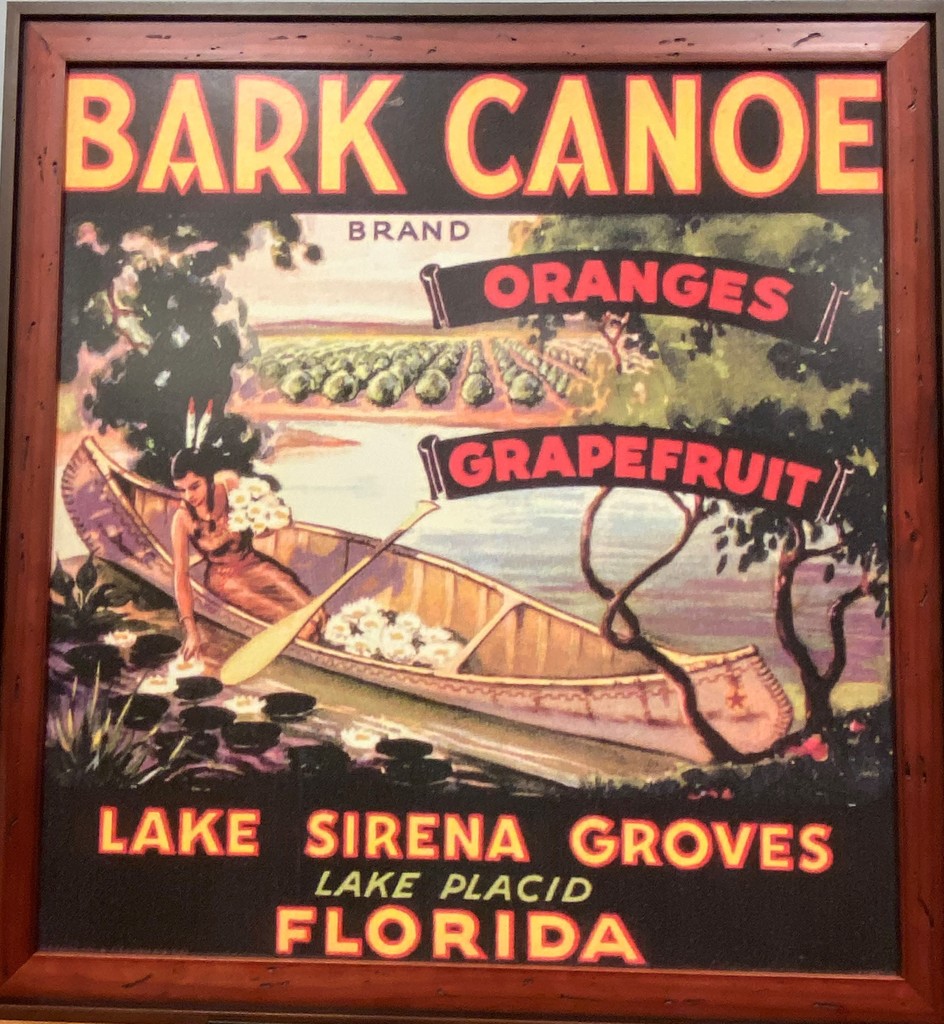 BARK CANOE
BRAND
ORANGES
GRAPEFRUIT
LAKE SIRENA GROVES
LAKE PLACID
FLORIDA